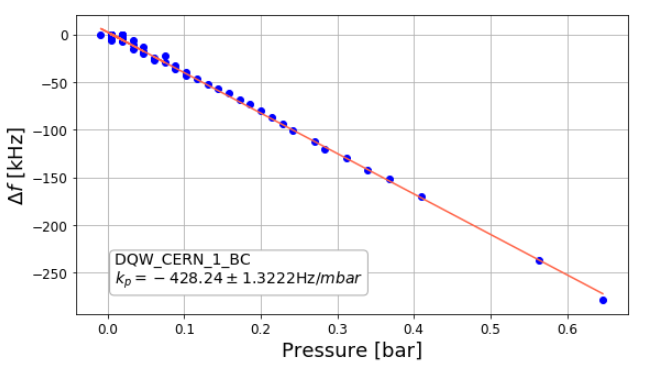 0
−50
−100
−150
−200
−250
Δf [kHz]
DQW_CERN_1_BC
k_p = − 428.24 ± 1.3222Hz/mbar
0.0 0.1 0.2 0.3 0.4 0.5 0.6
Pressure [bar]